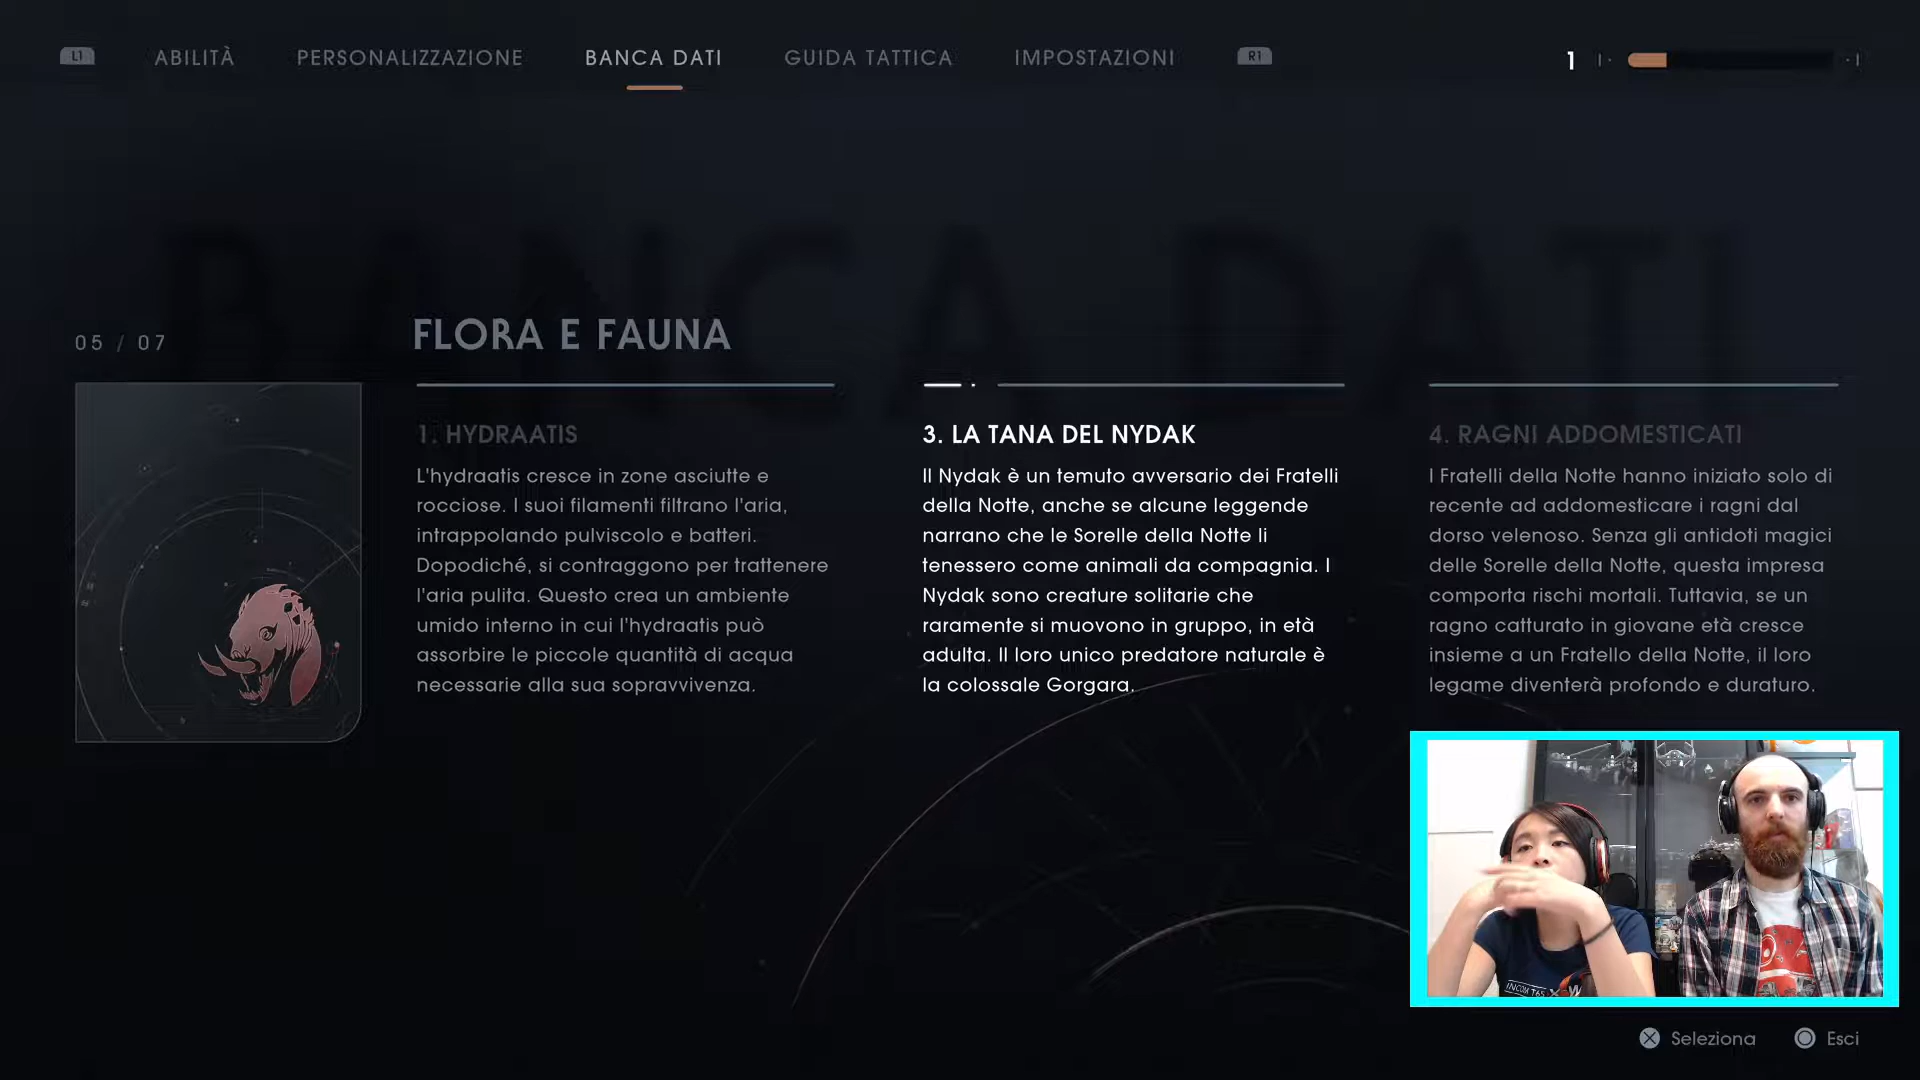 L1 ABILITÀ PERSONALIZZAZIONE BANCA DATI GUIDA TATTICA IMPOSTAZIONI R1 1
BANCA DATI
05 / 07
FLORA E FAUNA
1. HYDRAATIS
L'hydraatis cresce in zone asciutte e
rocciose. I suoi filamenti filtrano l'aria,
intrappolando pulviscolo e batteri.
Dopodiché, si contraggono per trattenere
l'aria pulita. Questo crea un ambiente
umido interno in cui l'hydraatis può
assorbire le piccole quantità di acqua
necessarie alla sua sopravvivenza.
3. LA TANA DEL NYDAK
Il Nydak è un temuto avversario dei Fratelli
della Notte, anche se alcune leggende
narrano che le Sorelle della Notte li
tenessero come animali da compagnia. I
Nydak sono creature solitarie che
raramente si muovono in gruppo, in età
adulta. Il loro unico predatore naturale è
la colossale Gorgara.
4. RAGNI ADDOMESTICATI
I Fratelli della Notte hanno iniziato solo di
recente ad addomesticare i ragni dal
dorso velenoso. Senza gli antidoti magici
delle Sorelle della Notte, questa impresa
comporta rischi mortali. Tuttavia, se un
ragno catturato in giovane età cresce
insieme a un Fratello della Notte, il loro
legame diventerà profondo e duraturo.
INCOM T65
Seleziona Esci